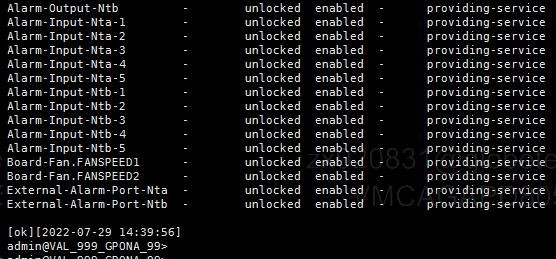 Alarm-Output-Ntb - unlocked enabled - providing-service
Alarm-Input-Nta-1 - unlocked enabled - providing-service
Alarm-Input-Nta-2 - unlocked enabled - providing-service
Alarm-Input-Nta-3 - unlocked enabled - providing-service
Alarm-Input-Nta-4 - unlocked enabled - providing-service
Alarm-Input-Nta-5 - unlocked enabled - providing-service
Alarm-Input-Ntb-1 - unlocked enabled - providing-service
Alarm-Input-Ntb-2 - unlocked enabled - providing-service
Alarm-Input-Ntb-3 - unlocked enabled - providing-service
Alarm-Input-Ntb-4 - unlocked enabled - providing-service
Alarm-Input-Ntb-5 - unlocked enabled - providing-service
Board-Fan.FANSPEED1 - unlocked enabled - providing-service
Board-Fan.FANSPEED2 - unlocked enabled - providing-service
External-Alarm-Port-Nta - unlocked enabled - providing-service
External-Alarm-Port-Ntb - unlocked enabled - providing-service
[ok][2022-07-29 14:39:56]
admin@VAL_999_GPONA_99>
admin@VAL_999_GPONA_99>